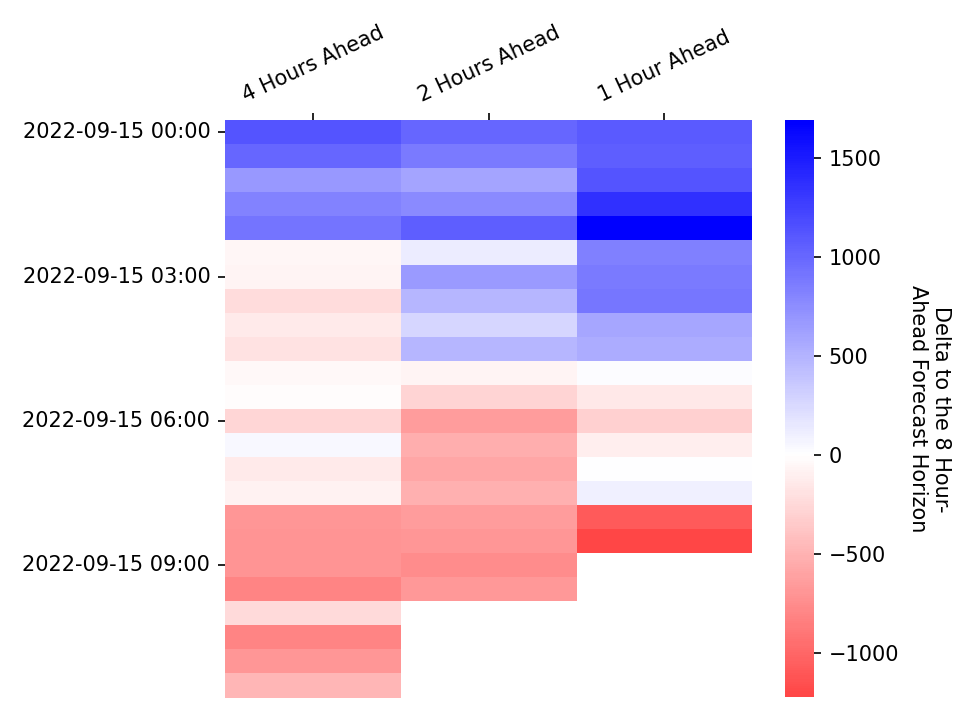 4 Hours Ahead
2 Hours Ahead
1 Hour Ahead
2022-09-15 00:00
2022-09-15 03:00
2022-09-15 06:00
2022-09-15 09:00
1500
1000
500
0
−500
−1000
Delta to the 8 Hour-
Ahead Forecast Horizon